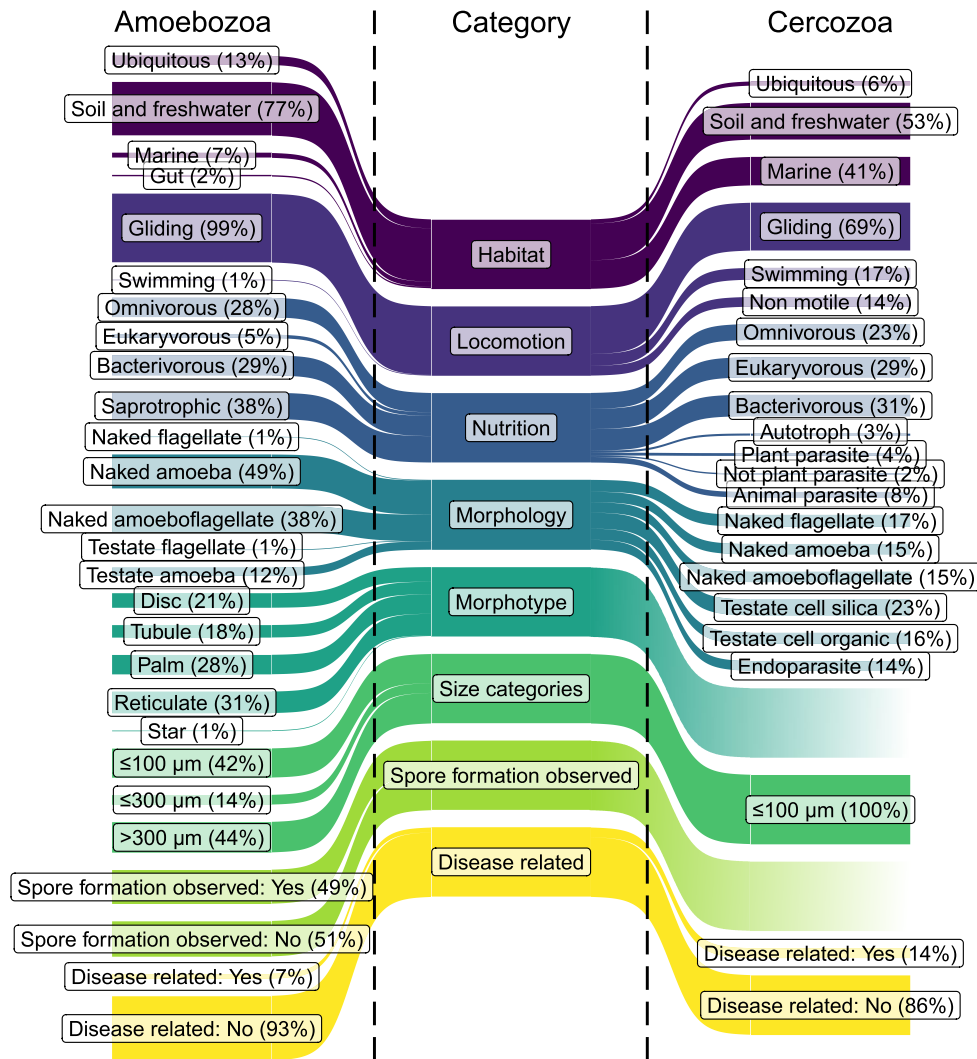 Amoebozoa
Category
Cercozoa
Ubiquitous (13%)
Soil and freshwater (77%)
Marine (7%)
Gut (2%)
Gliding (99%)
Swimming (1%)
Omnivorous (28%)
Eukaryvorous (5%)
Bacterivorous (29%)
Saprotrophic (38%)
Naked flagellate (1%)
Naked amoeba (49%)
Naked amoeboflagellate (38%)
Testate flagellate (1%)
Testate amoeba (12%)
Disc (21%)
Tubule (18%)
Palm (28%)
Reticulate (31%)
Star (1%)
≤100 µm (42%)
≤300 µm (14%)
>300 µm (44%)
Spore formation observed: Yes (49%)
Spore formation observed: No (51%)
Disease related: Yes (7%)
Disease related: No (93%)
Habitat
Locomotion
Nutrition
Morphology
Morphotype
Size categories
Spore formation observed
Disease related
Ubiquitous (6%)
Soil and freshwater (53%)
Marine (41%)
Gliding (69%)
Swimming (17%)
Non motile (14%)
Omnivorous (23%)
Eukaryvorous (29%)
Bacterivorous (31%)
Autotroph (3%)
Plant parasite (4%)
Not plant parasite (2%)
Animal parasite (8%)
Naked flagellate (17%)
Naked amoeba (15%)
Naked amoeboflagellate (15%)
Testate cell silica (23%)
Testate cell organic (16%)
Endoparasite (14%)
≤100 µm (100%)
Disease related: Yes (14%)
Disease related: No (86%)